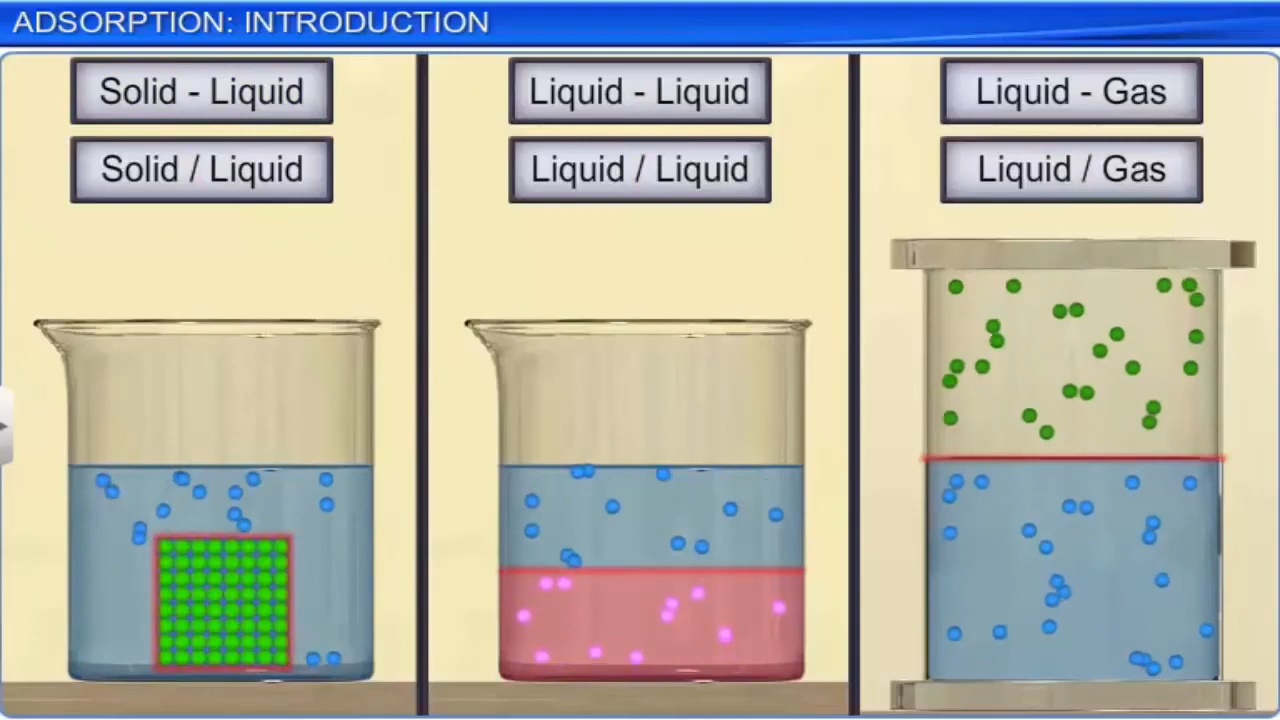 ADSORPTION: INTRODUCTION
Solid - Liquid
Solid / Liquid
Liquid - Liquid
Liquid / Liquid
Liquid - Gas
Liquid / Gas